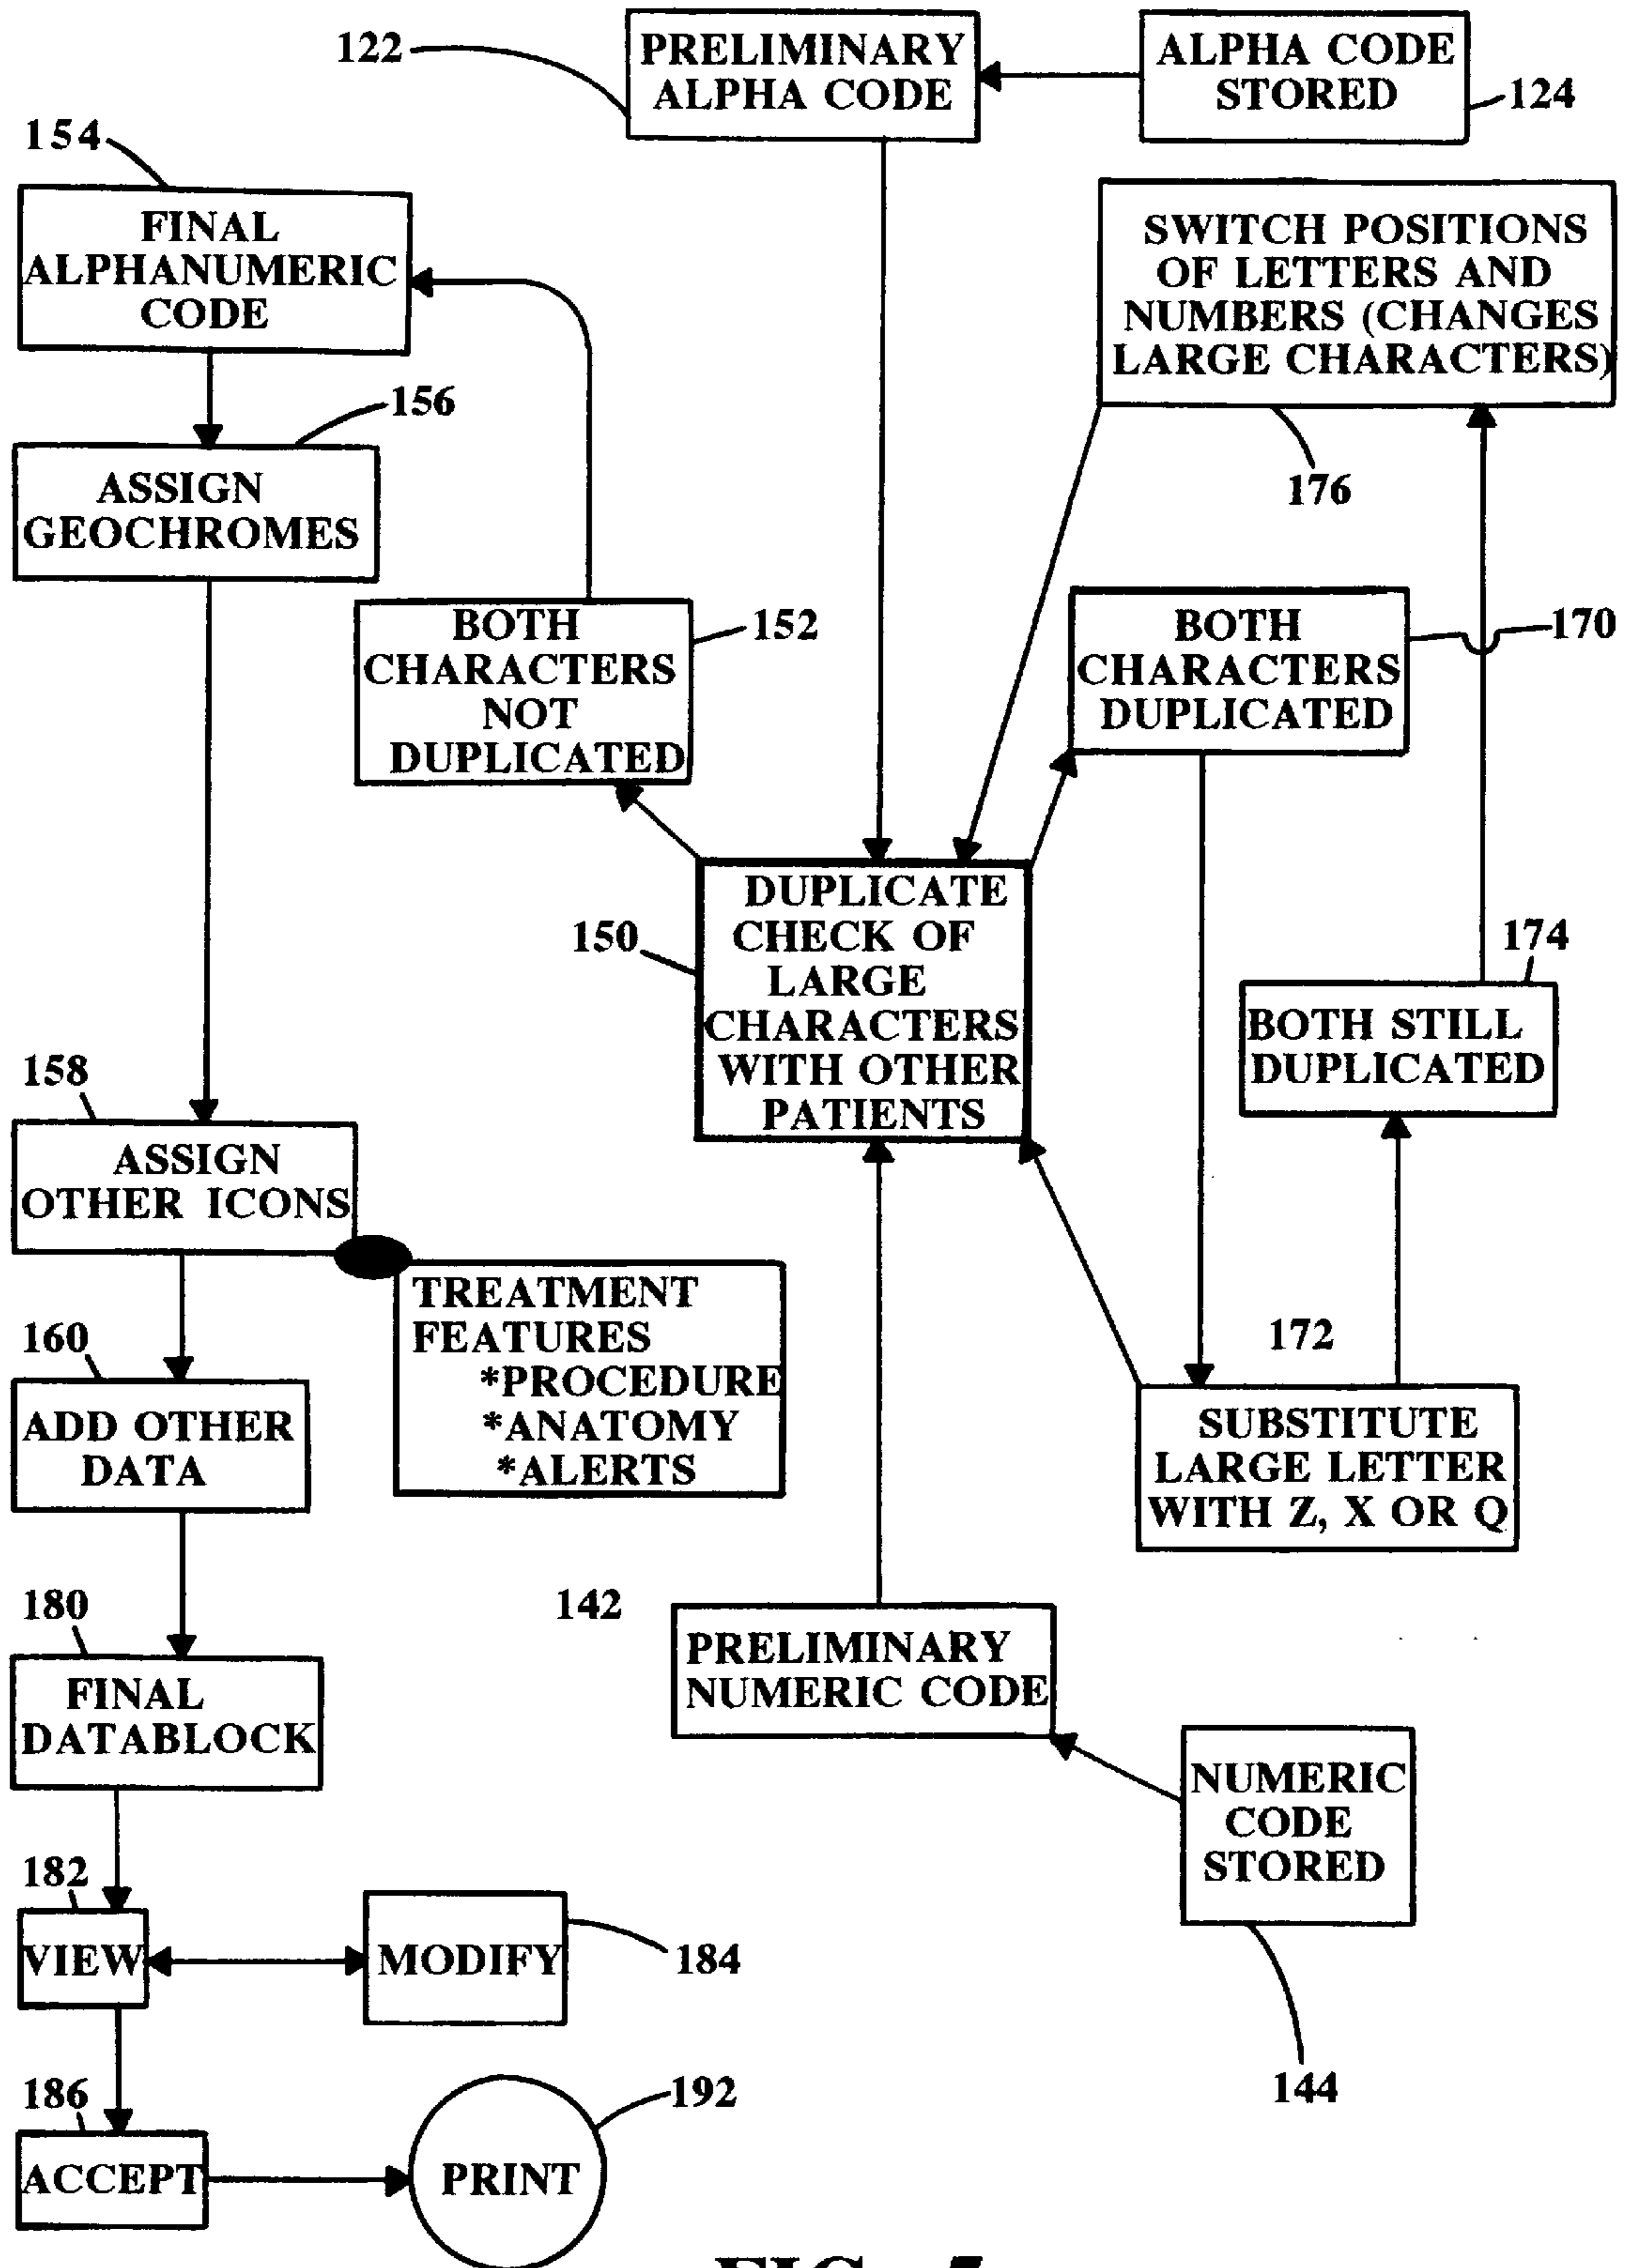 122
PRELIMINARY
ALPHA CODE
ALPHA CODE
STORED
124
154
FINAL
ALPHANUMERIC
CODE
SWITCH POSITIONS
OF LETTERS AND
NUMBERS (CHANGES
LARGE CHARACTERS)
176
156
ASSIGN
GEOCHROMES
BOTH
CHARACTERS
NOT
DUPLICATED
152
BOTH
CHARACTERS
DUPLICATED
170
150
DUPLICATE
CHECK OF
LARGE
CHARACTERS
WITH OTHER
PATIENTS
174
BOTH STILL
DUPLICATED
158
ASSIGN
OTHER ICONS
TREATMENT
FEATURES
*PROCEDURE
*ANATOMY
*ALERTS
160
ADD OTHER
DATA
172
SUBSTITUTE
LARGE LETTER
WITH Z, X OR Q
180
FINAL
DATABLOCK
142
PRELIMINARY
NUMERIC CODE
NUMERIC
CODE
STORED
144
182
VIEW
MODIFY
184
186
ACCEPT
PRINT
192